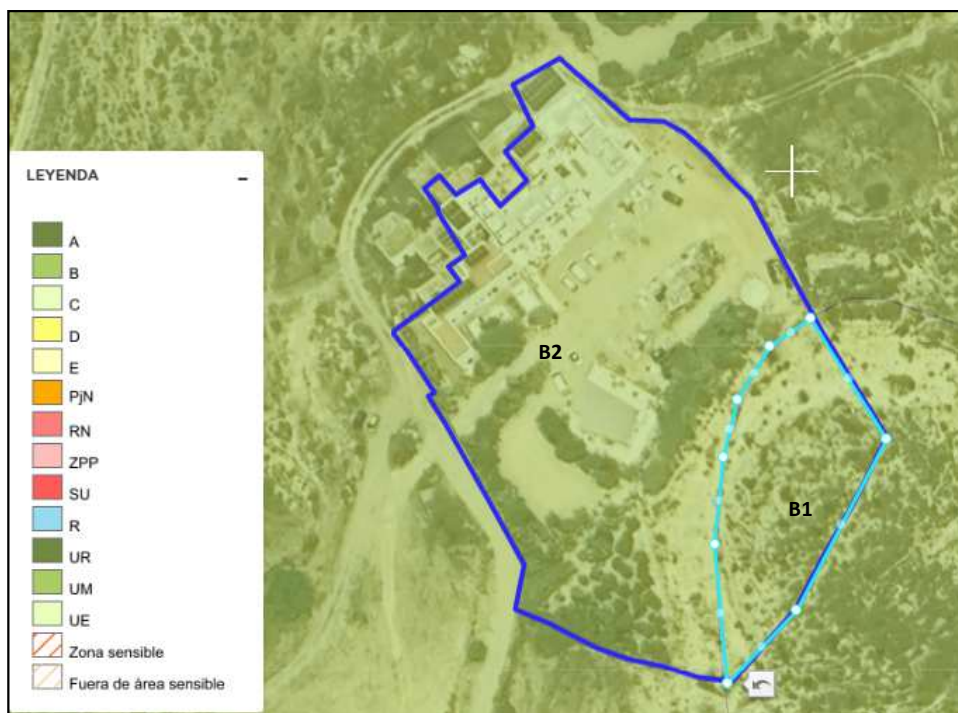 LEYENDA
A
B
C
D
E
PjN
RN
ZPP
SU
R
UR
UM
UE
Zona sensible
Fuera de área sensible
B2
B1